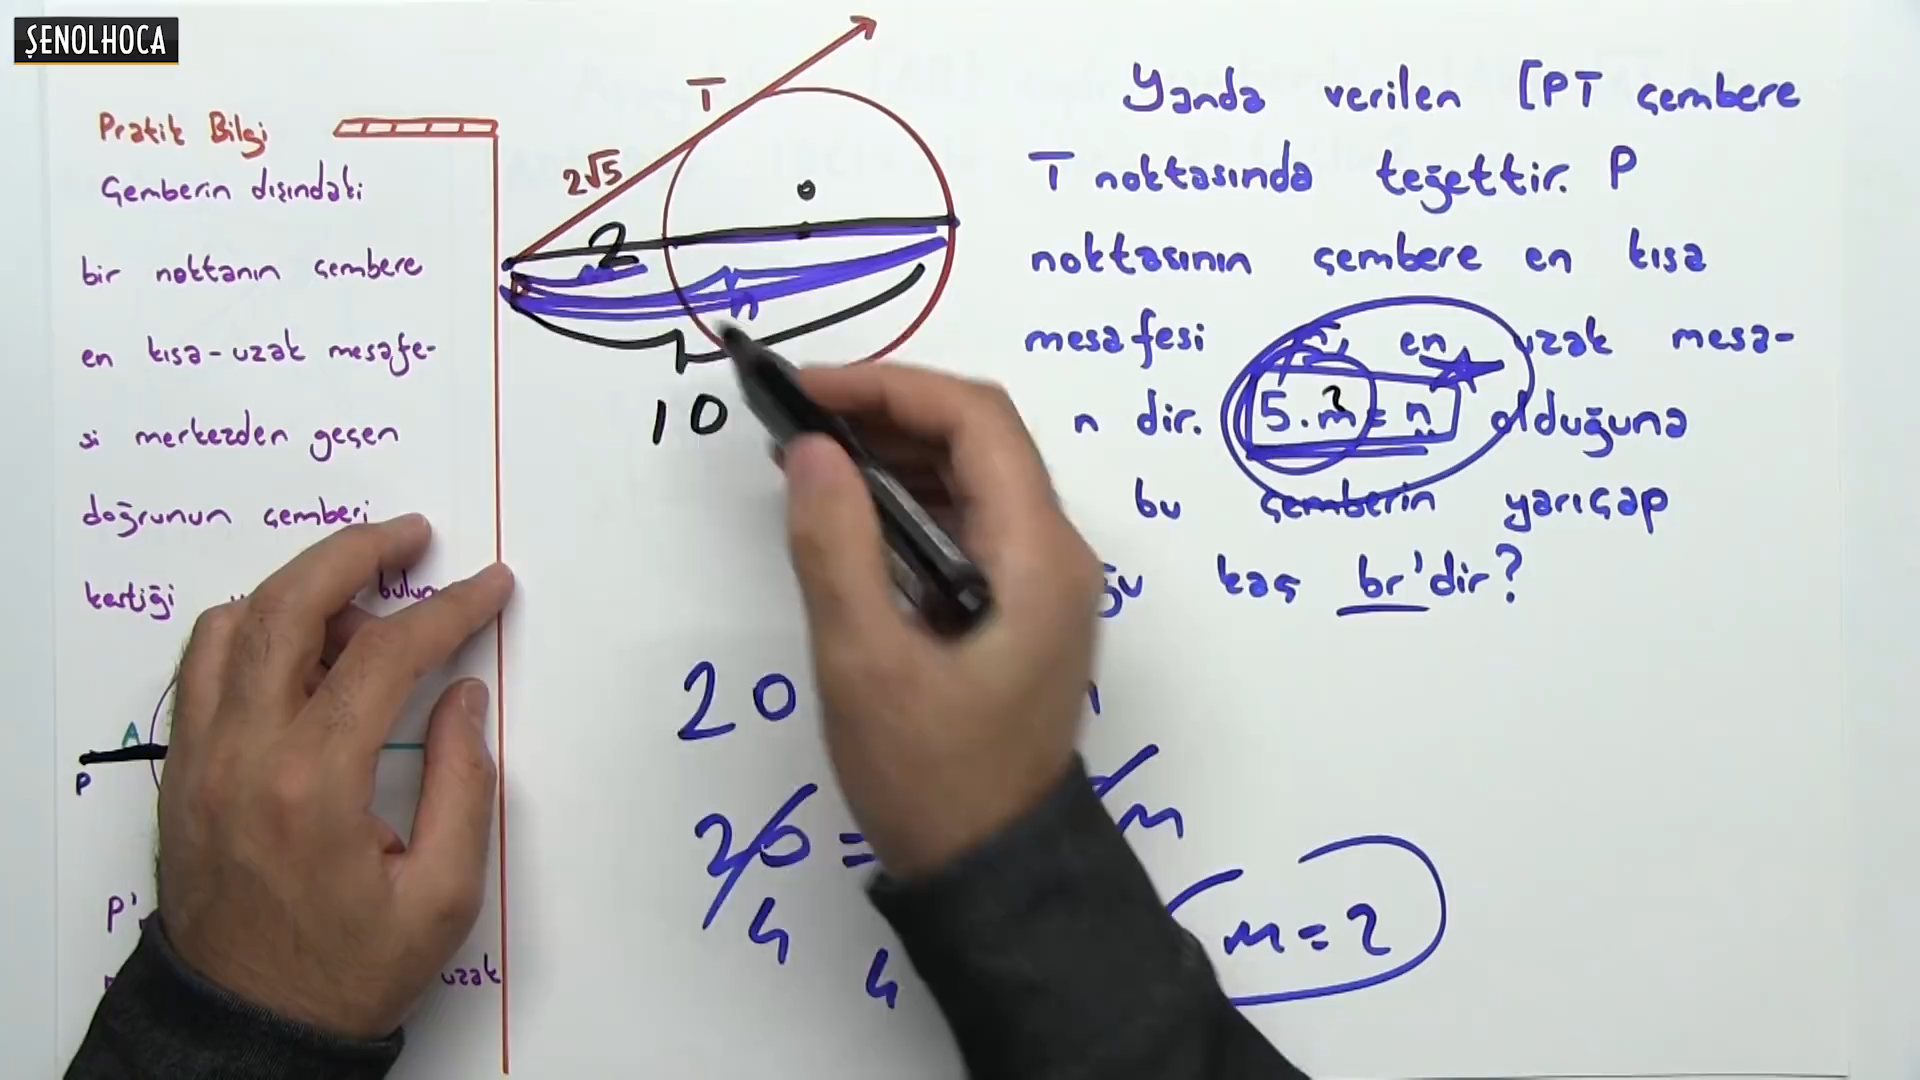 ŞENOLHOCA
Pratik Bilgi
Çemberin dışındaki
bir noktanın çembere
en kısa-uzak mesafe-
si merkezden geçen
doğrunun çemberi
kestiği
A
P
P'
uzak
T
2√5
o
2
n
10
Yanda verilen [PT çembere
T noktasında teğettir. P
noktasının çembere en kısa
mesafesi m, en uzak mesa-
n dir. 5.m = n olduğuna
bu çemberin yarıçap
kaç br'dir?
20
20 =
m
4
4
m = 2